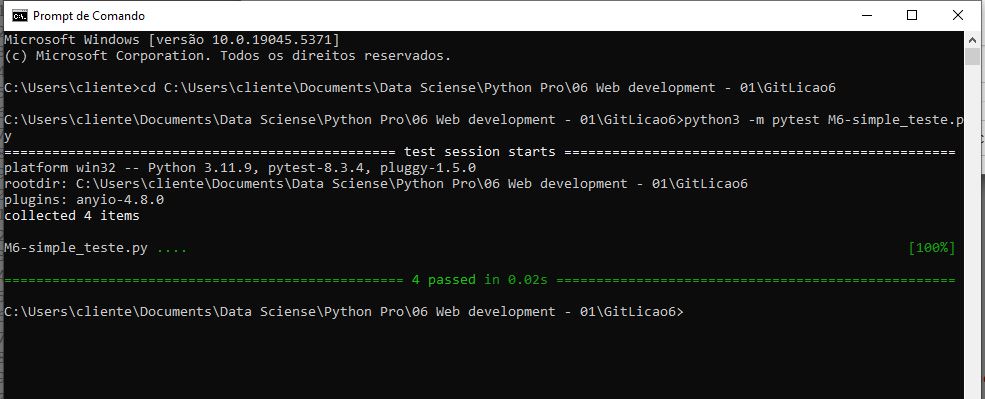 Prompt de Comando
Microsoft Windows [versão 10.0.19045.5371]
(c) Microsoft Corporation. Todos os direitos reservados.
C:\Users\cliente>cd C:\Users\cliente\Documents\Data Sciense\Python Pro\06 Web development - 01\GitLicao6
C:\Users\cliente\Documents\Data Sciense\Python Pro\06 Web development - 01\GitLicao6>python3 -m pytest M6-simple_teste.p
y
================================================= test session starts =================================================
platform win32 -- Python 3.11.9, pytest-8.3.4, pluggy-1.5.0
rootdir: C:\Users\cliente\Documents\Data Sciense\Python Pro\06 Web development - 01\GitLicao6
plugins: anyio-4.8.0
collected 4 items
M6-simple_teste.py .... [100%]
================================================== 4 passed in 0.02s ==================================================
C:\Users\cliente\Documents\Data Sciense\Python Pro\06 Web development - 01\GitLicao6>